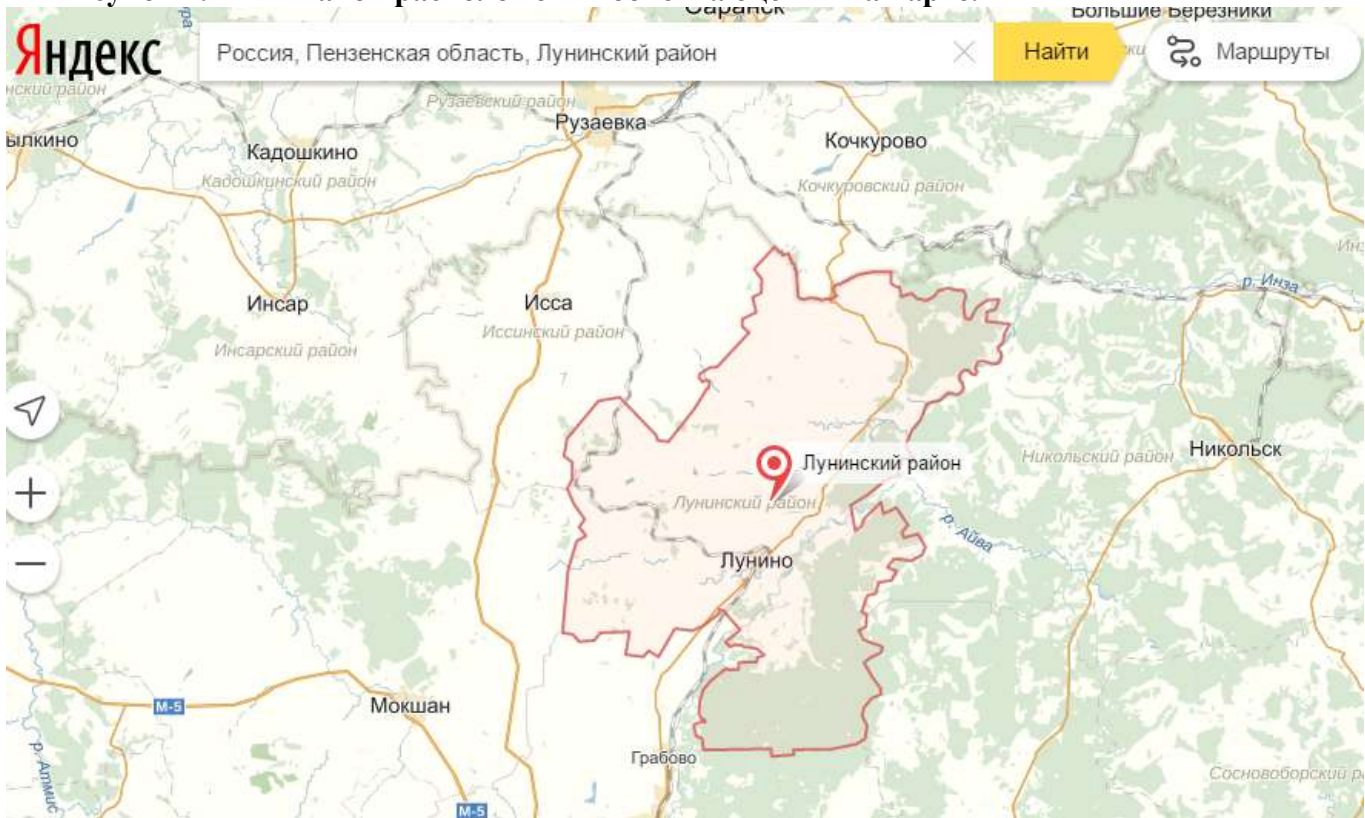 Саранск
Большие Березники
Яндекс
Россия, Пензенская область, Лунинский район
Найти
Маршруты
Рузаевский район
Рузаевка
Кочкурово
ылкино
Кадошкино
Кадошкинский район
Кочкуровский район
р. Инза
Инсар
Исса
Иссинский район
Инсарский район
Лунинский район
Никольский район
Никольск
Лунинский район
р. Айва
Лунино
М-5
Мокшан
Грабово
р. Атмис
Сосновоборский р
М-5